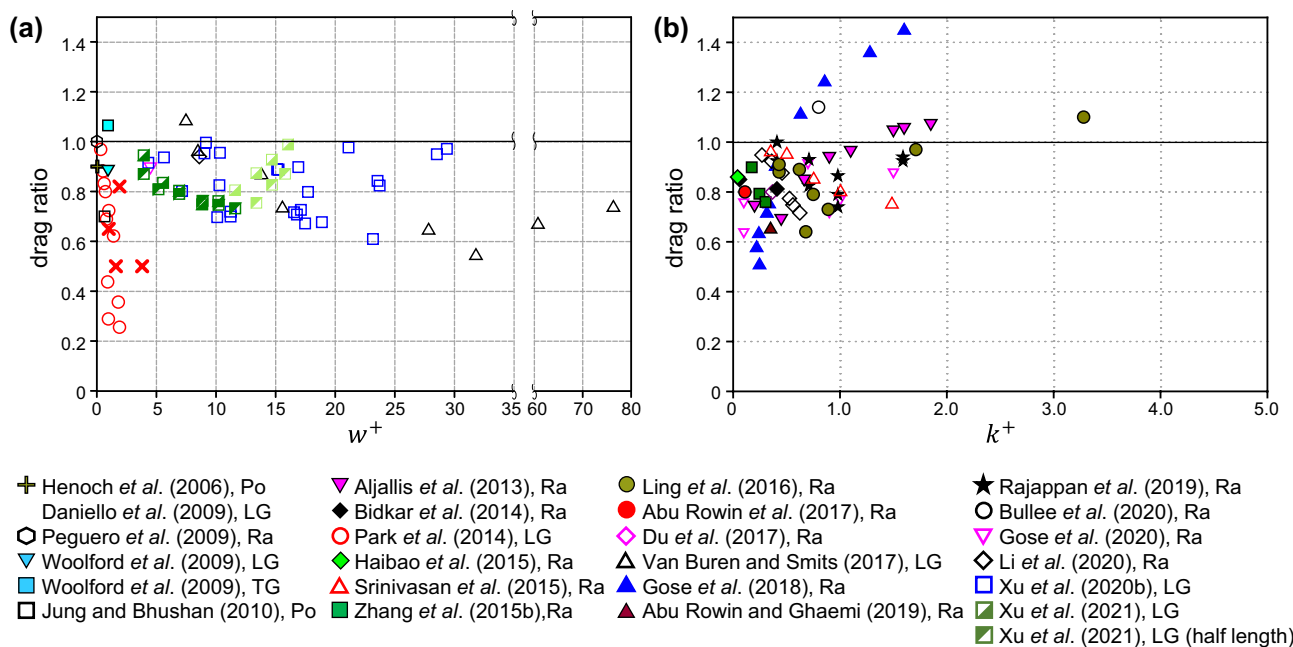 (a)
(b)
1.4
1.2
1.0
0.8
0.6
0.4
0.2
0
drag ratio
0 5 10 15 20 25 30 35 60 80
w+
1.4
1.2
1.0
0.8
0.6
0.4
0.2
0
drag ratio
0 1.0 2.0 3.0 4.0 5.0
k+
Henoch et al. (2006), Po
Daniello et al. (2009), LG
Peguero et al. (2009), Ra
Woolford et al. (2009), LG
Woolford et al. (2009), TG
Jung and Bhushan (2010), Po
Aljallis et al. (2013), Ra
Bidkar et al. (2014), Ra
Park et al. (2014), LG
Haibao et al. (2015), Ra
Srinivasan et al. (2015), Ra
Zhang et al. (2015b),Ra
Ling et al. (2016), Ra
Abu Rowin et al. (2017), Ra
Du et al. (2017), Ra
Van Buren and Smits (2017), LG
Gose et al. (2018), Ra
Abu Rowin and Ghaemi (2019), Ra
Rajappan et al. (2019), Ra
Bullee et al. (2020), Ra
Gose et al. (2020), Ra
Li et al. (2020), Ra
Xu et al. (2020b), LG
Xu et al. (2021), LG
Xu et al. (2021), LG (half length)